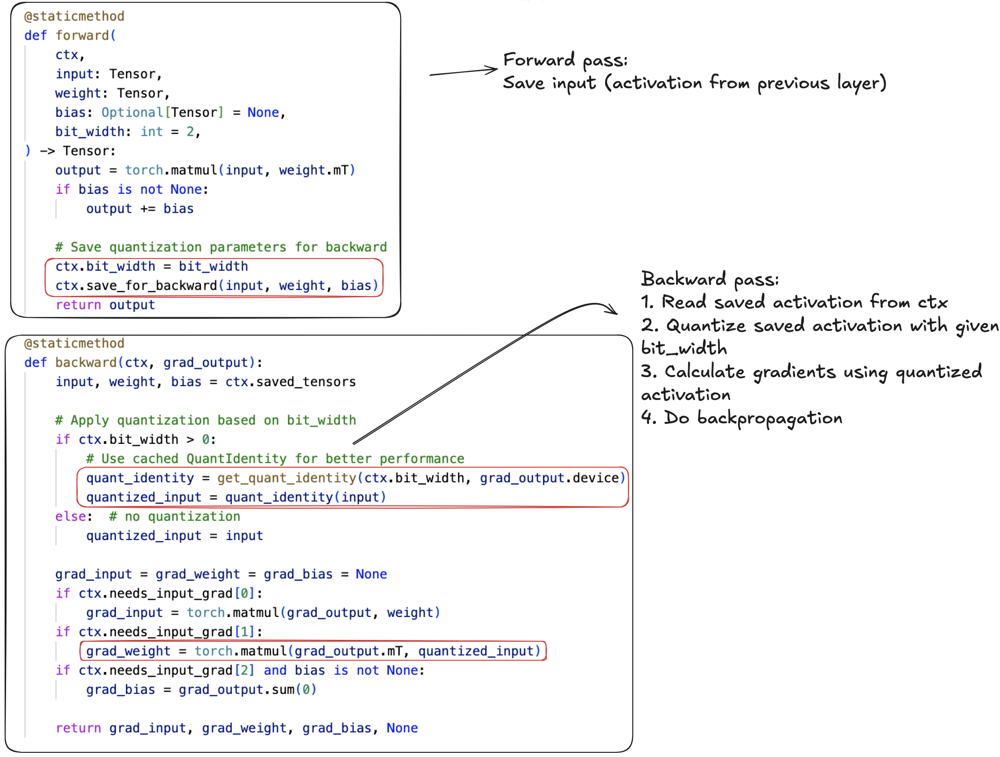 @staticmethod
def forward(
    ctx,
    input: Tensor,
    weight: Tensor,
    bias: Optional[Tensor] = None,
    bit_width: int = 2,
) -> Tensor:
    output = torch.matmul(input, weight.mT)
    if bias is not None:
        output += bias
    # Save quantization parameters for backward
    ctx.bit_width = bit_width
    ctx.save_for_backward(input, weight, bias)
    return output
Forward pass:
Save input (activation from previous layer)
@staticmethod
def backward(ctx, grad_output):
    input, weight, bias = ctx.saved_tensors
    # Apply quantization based on bit_width
    if ctx.bit_width > 0:
        # Use cached QuantIdentity for better performance
        quant_identity = get_quant_identity(ctx.bit_width, grad_output.device)
        quantized_input = quant_identity(input)
    else:  # no quantization
        quantized_input = input
    grad_input = grad_weight = grad_bias = None
    if ctx.needs_input_grad[0]:
        grad_input = torch.matmul(grad_output, weight)
    if ctx.needs_input_grad[1]:
        grad_weight = torch.matmul(grad_output.mT, quantized_input)
    if ctx.needs_input_grad[2] and bias is not None:
        grad_bias = grad_output.sum(0)
    return grad_input, grad_weight, grad_bias, None
Backward pass:
1. Read saved activation from ctx
2. Quantize saved activation with given
bit_width
3. Calculate gradients using quantized
activation
4. Do backpropagation